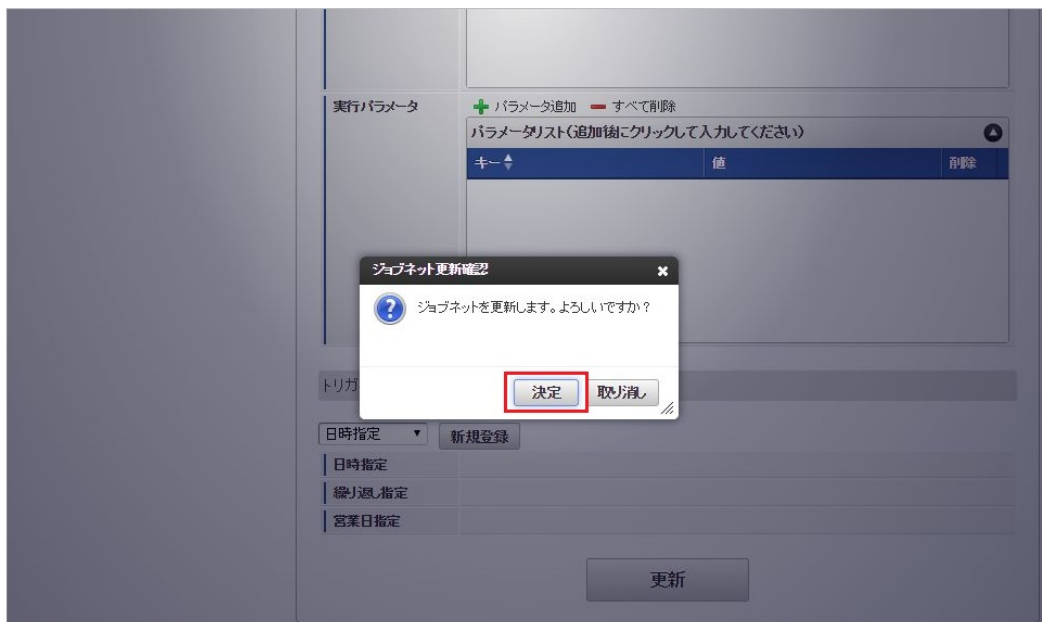 実行パラメータ
パラメータ追加 すべて削除
パラメータリスト(追加後にクリックして入力してください)
キー 値 削除
ジョブネット更新確認
ジョブネットを更新します。よろしいですか?
決定 取り消し
トリガ
日時指定 新規登録
日時指定
繰り返し指定
営業日指定
更新